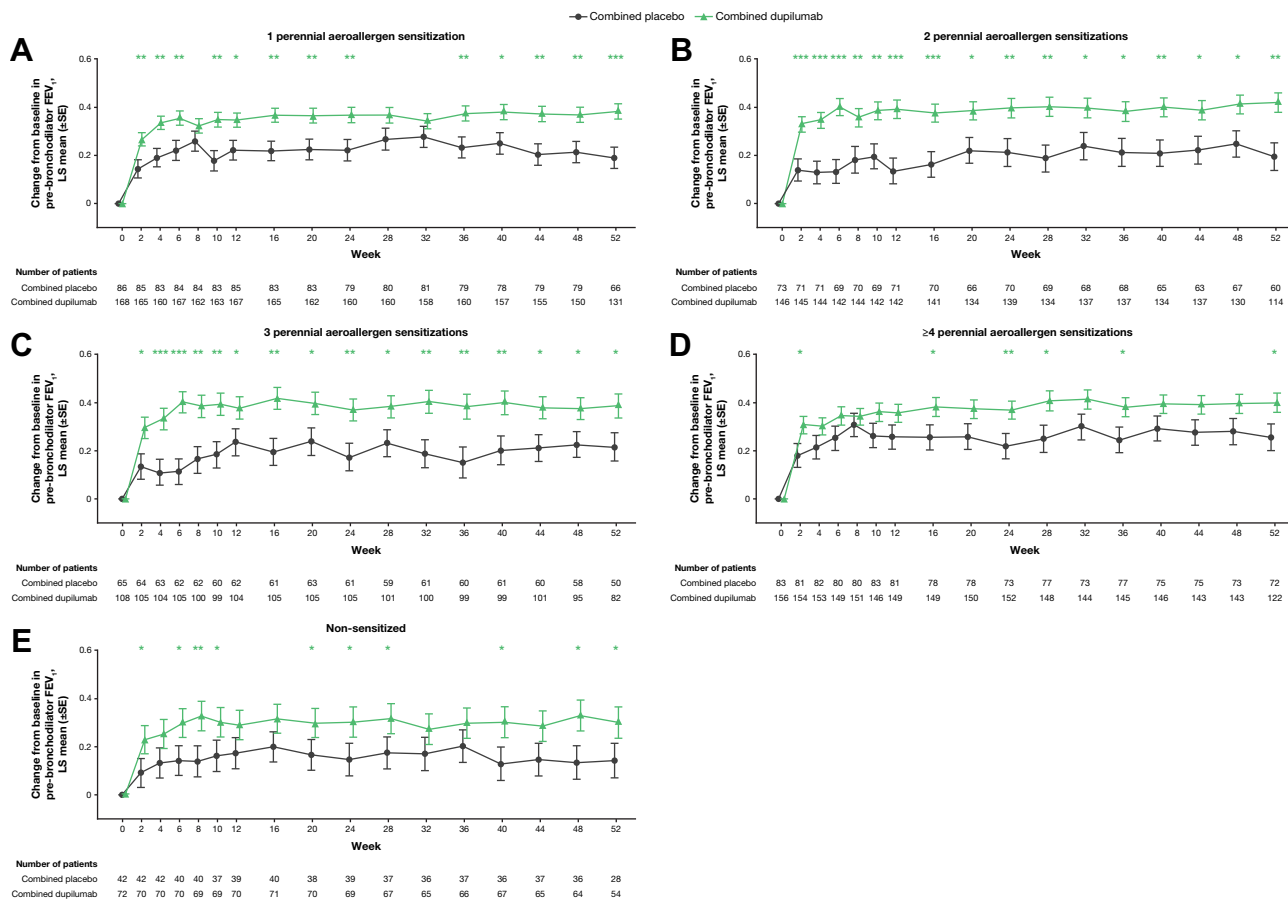 Combined placebo Combined dupilumab
A
1 perennial aeroallergen sensitization
** ** ** ** * ** ** ** ** * ** ** ***
Change from baseline in
pre-bronchodilator FEV1,
LS mean (±SE)
0.6
0.4
0.2
0
0 2 4 6 8 10 12 16 20 24 28 32 36 40 44 48 52
Week
Number of patients
Combined placebo 86 85 83 84 84 83 85 83 83 79 80 81 79 78 79 79 66
Combined dupilumab 168 165 160 167 162 163 167 165 162 160 160 158 160 157 155 150 131
B
2 perennial aeroallergen sensitizations
*** *** *** ** ** *** *** * ** ** * * ** * * **
Change from baseline in
pre-bronchodilator FEV1,
LS mean (±SE)
0.6
0.4
0.2
0
0 2 4 6 8 10 12 16 20 24 28 32 36 40 44 48 52
Week
Number of patients
Combined placebo 73 71 71 69 70 69 71 70 66 70 69 68 68 65 63 67 60
Combined dupilumab 146 145 144 142 144 142 142 141 134 139 134 137 137 134 137 130 114
C
3 perennial aeroallergen sensitizations
* *** *** ** ** * ** * ** * ** ** ** * * *
Change from baseline in
pre-bronchodilator FEV1,
LS mean (±SE)
0.6
0.4
0.2
0
0 2 4 6 8 10 12 16 20 24 28 32 36 40 44 48 52
Week
Number of patients
Combined placebo 65 64 63 62 62 60 62 61 63 61 59 61 60 61 60 58 50
Combined dupilumab 108 105 104 105 100 99 104 105 105 105 101 100 99 99 101 95 82
D
≥4 perennial aeroallergen sensitizations
* * ** * * *
Change from baseline in
pre-bronchodilator FEV1,
LS mean (±SE)
0.6
0.4
0.2
0
0 2 4 6 8 10 12 16 20 24 28 32 36 40 44 48 52
Week
Number of patients
Combined placebo 83 81 82 80 80 83 81 78 78 73 77 73 77 75 75 73 72
Combined dupilumab 156 154 153 149 151 146 149 149 150 152 148 144 145 146 143 143 122
E
Non-sensitized
* * ** * * * * * * *
Change from baseline in
pre-bronchodilator FEV1,
LS mean (±SE)
0.6
0.4
0.2
0
0 2 4 6 8 10 12 16 20 24 28 32 36 40 44 48 52
Week
Number of patients
Combined placebo 42 42 42 40 40 37 39 40 38 39 37 36 37 36 37 36 28
Combined dupilumab 72 70 70 70 69 69 70 71 70 69 67 65 66 67 65 64 54